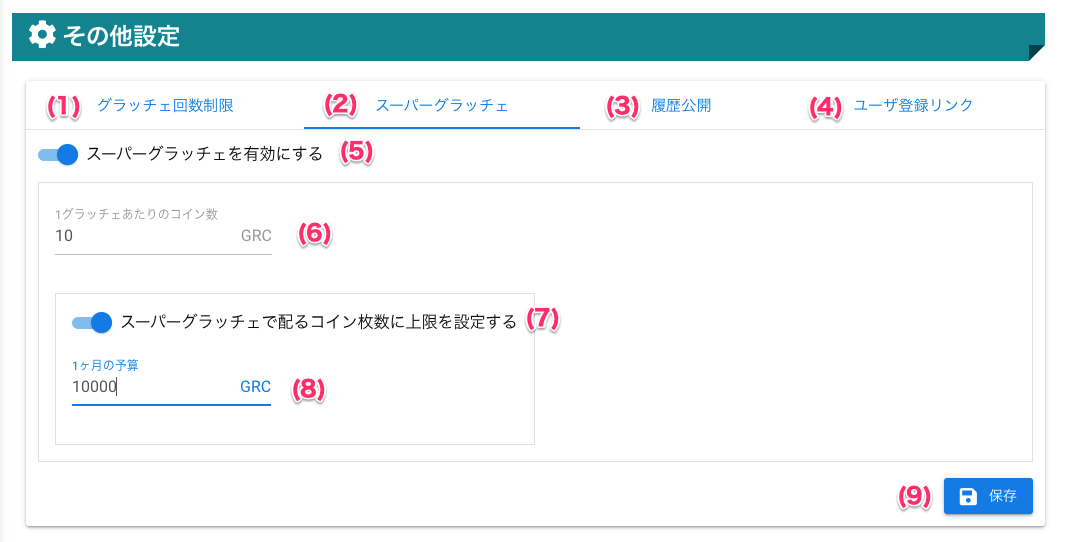 その他設定
(1) グラッチェ回数制限 (2) スーパーグラッチェ (3) 履歴公開 (4) ユーザ登録リンク
スーパーグラッチェを有効にする (5)
1グラッチェあたりのコイン数
10 GRC (6)
スーパーグラッチェで配るコイン枚数に上限を設定する (7)
1ヶ月の予算
10000 GRC (8)
(9) 保存